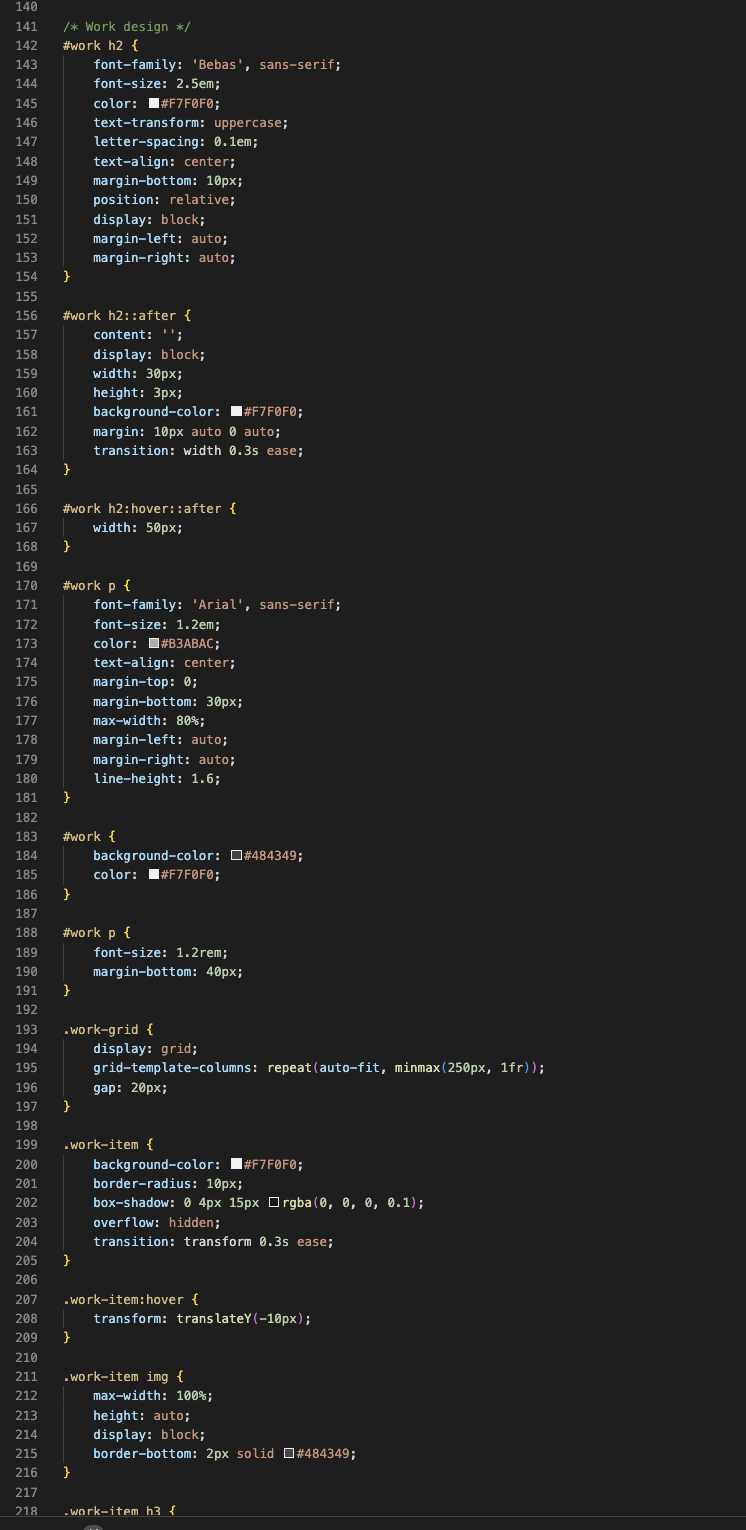 140
141 /* Work design */
142 #work h2 {
143     font-family: 'Bebas', sans-serif;
144     font-size: 2.5em;
145     color: #F7F0F0;
146     text-transform: uppercase;
147     letter-spacing: 0.1em;
148     text-align: center;
149     margin-bottom: 10px;
150     position: relative;
151     display: block;
152     margin-left: auto;
153     margin-right: auto;
154 }
155
156 #work h2::after {
157     content: '';
158     display: block;
159     width: 30px;
160     height: 3px;
161     background-color: #F7F0F0;
162     margin: 10px auto 0 auto;
163     transition: width 0.3s ease;
164 }
165
166 #work h2:hover::after {
167     width: 50px;
168 }
169
170 #work p {
171     font-family: 'Arial', sans-serif;
172     font-size: 1.2em;
173     color: #B3ABAC;
174     text-align: center;
175     margin-top: 0;
176     margin-bottom: 30px;
177     max-width: 80%;
178     margin-left: auto;
179     margin-right: auto;
180     line-height: 1.6;
181 }
182
183 #work {
184     background-color: #484349;
185     color: #F7F0F0;
186 }
187
188 #work p {
189     font-size: 1.2rem;
190     margin-bottom: 40px;
191 }
192
193 .work-grid {
194     display: grid;
195     grid-template-columns: repeat(auto-fit, minmax(250px, 1fr));
196     gap: 20px;
197 }
198
199 .work-item {
200     background-color: #F7F0F0;
201     border-radius: 10px;
202     box-shadow: 0 4px 15px rgba(0, 0, 0, 0.1);
203     overflow: hidden;
204     transition: transform 0.3s ease;
205 }
206
207 .work-item:hover {
208     transform: translateY(-10px);
209 }
210
211 .work-item img {
212     max-width: 100%;
213     height: auto;
214     display: block;
215     border-bottom: 2px solid #484349;
216 }
217
218 .work-item h3 {